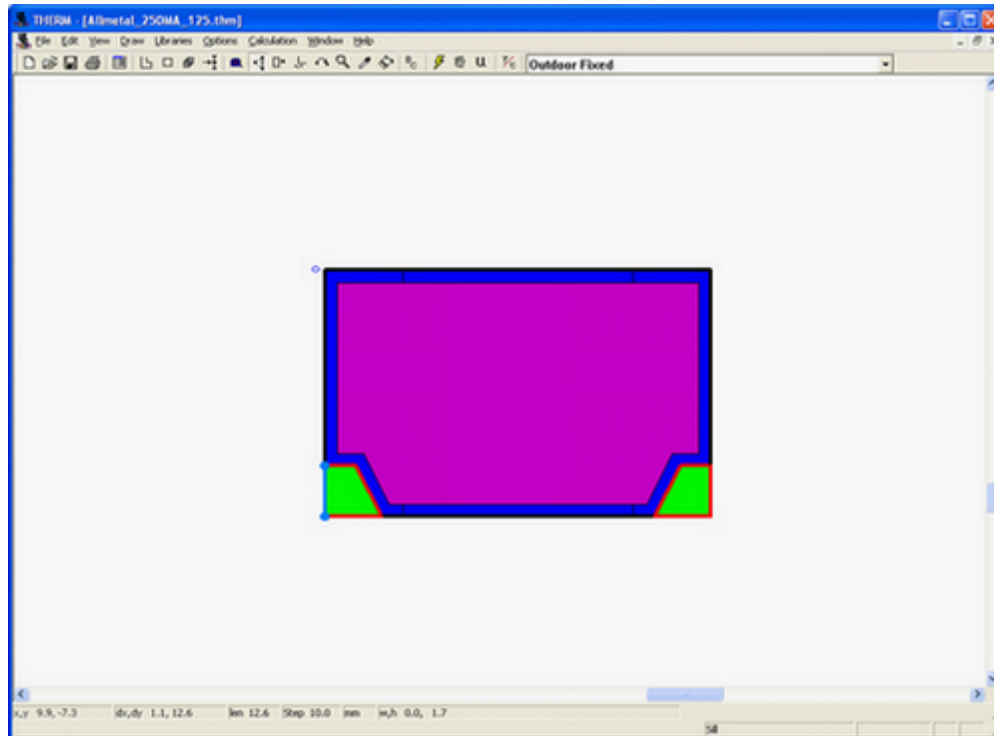 THERM - [Allmetal_250MA_125.thm]
File Edit View Draw Libraries Options Calculation Window Help
Outdoor Fixed
x,y 9.9, -7.3 dx,dy 1.1, 12.6 len 12.6 Step 10.0 mm w,h 0.0, 1.7